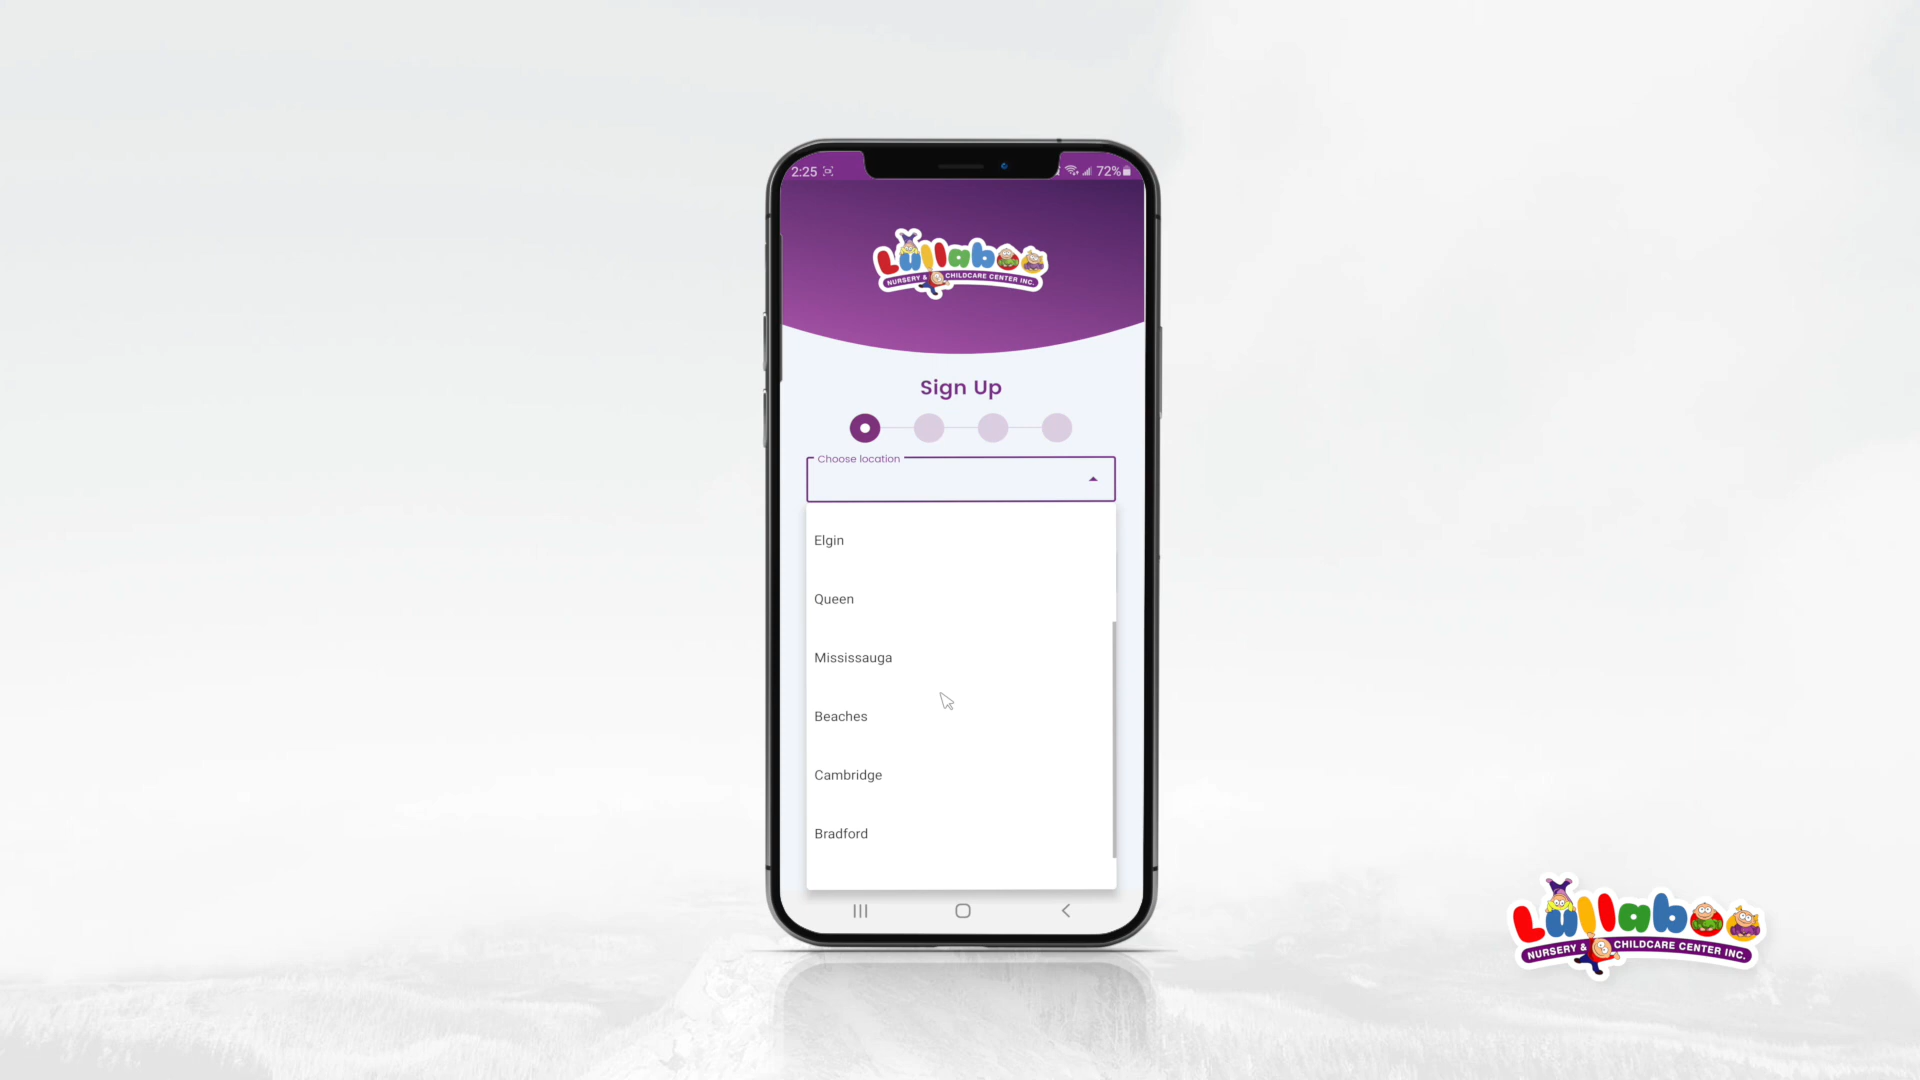 2:25
72%
Lullaboo
NURSERY & CHILDCARE CENTER INC.
Sign Up
Choose location
Elgin
Queen
Mississauga
Beaches
Cambridge
Bradford
Lullaboo
NURSERY & CHILDCARE CENTER INC.